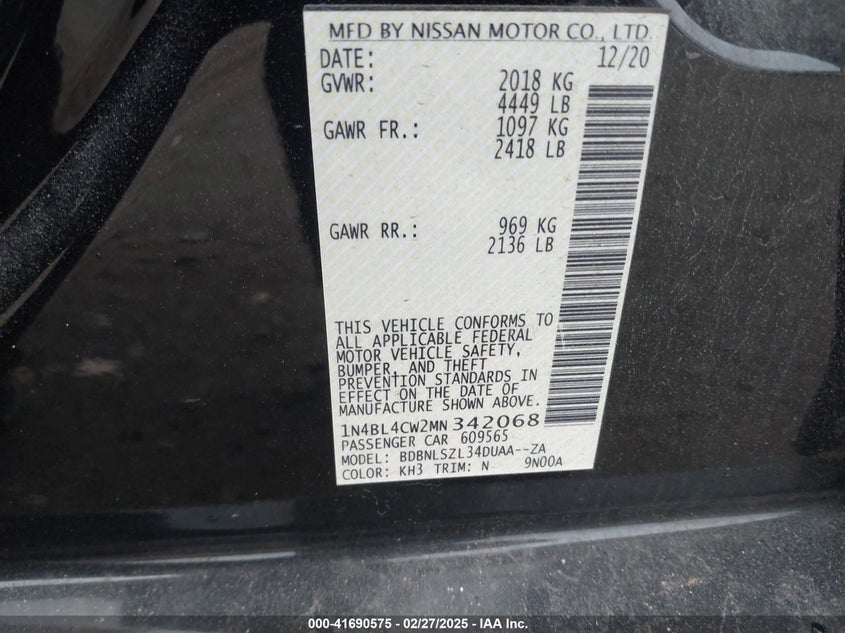 MFD BY NISSAN MOTOR CO., LTD.
DATE: 12/20
GVWR: 2018 KG
4449 LB
GAWR FR.: 1097 KG
2418 LB
GAWR RR.: 969 KG
2136 LB
THIS VEHICLE CONFORMS TO
ALL APPLICABLE FEDERAL
MOTOR VEHICLE SAFETY,
BUMPER, AND THEFT
PREVENTION STANDARDS IN
EFFECT ON THE DATE OF
MANUFACTURE SHOWN ABOVE.
1N4BL4CW2MN342068
PASSENGER CAR 609565
MODEL: BDBNLSZL34DUAA--ZA
COLOR: KH3 TRIM: N 9N00A
000-41690575 - 02/27/2025 - IAA Inc.